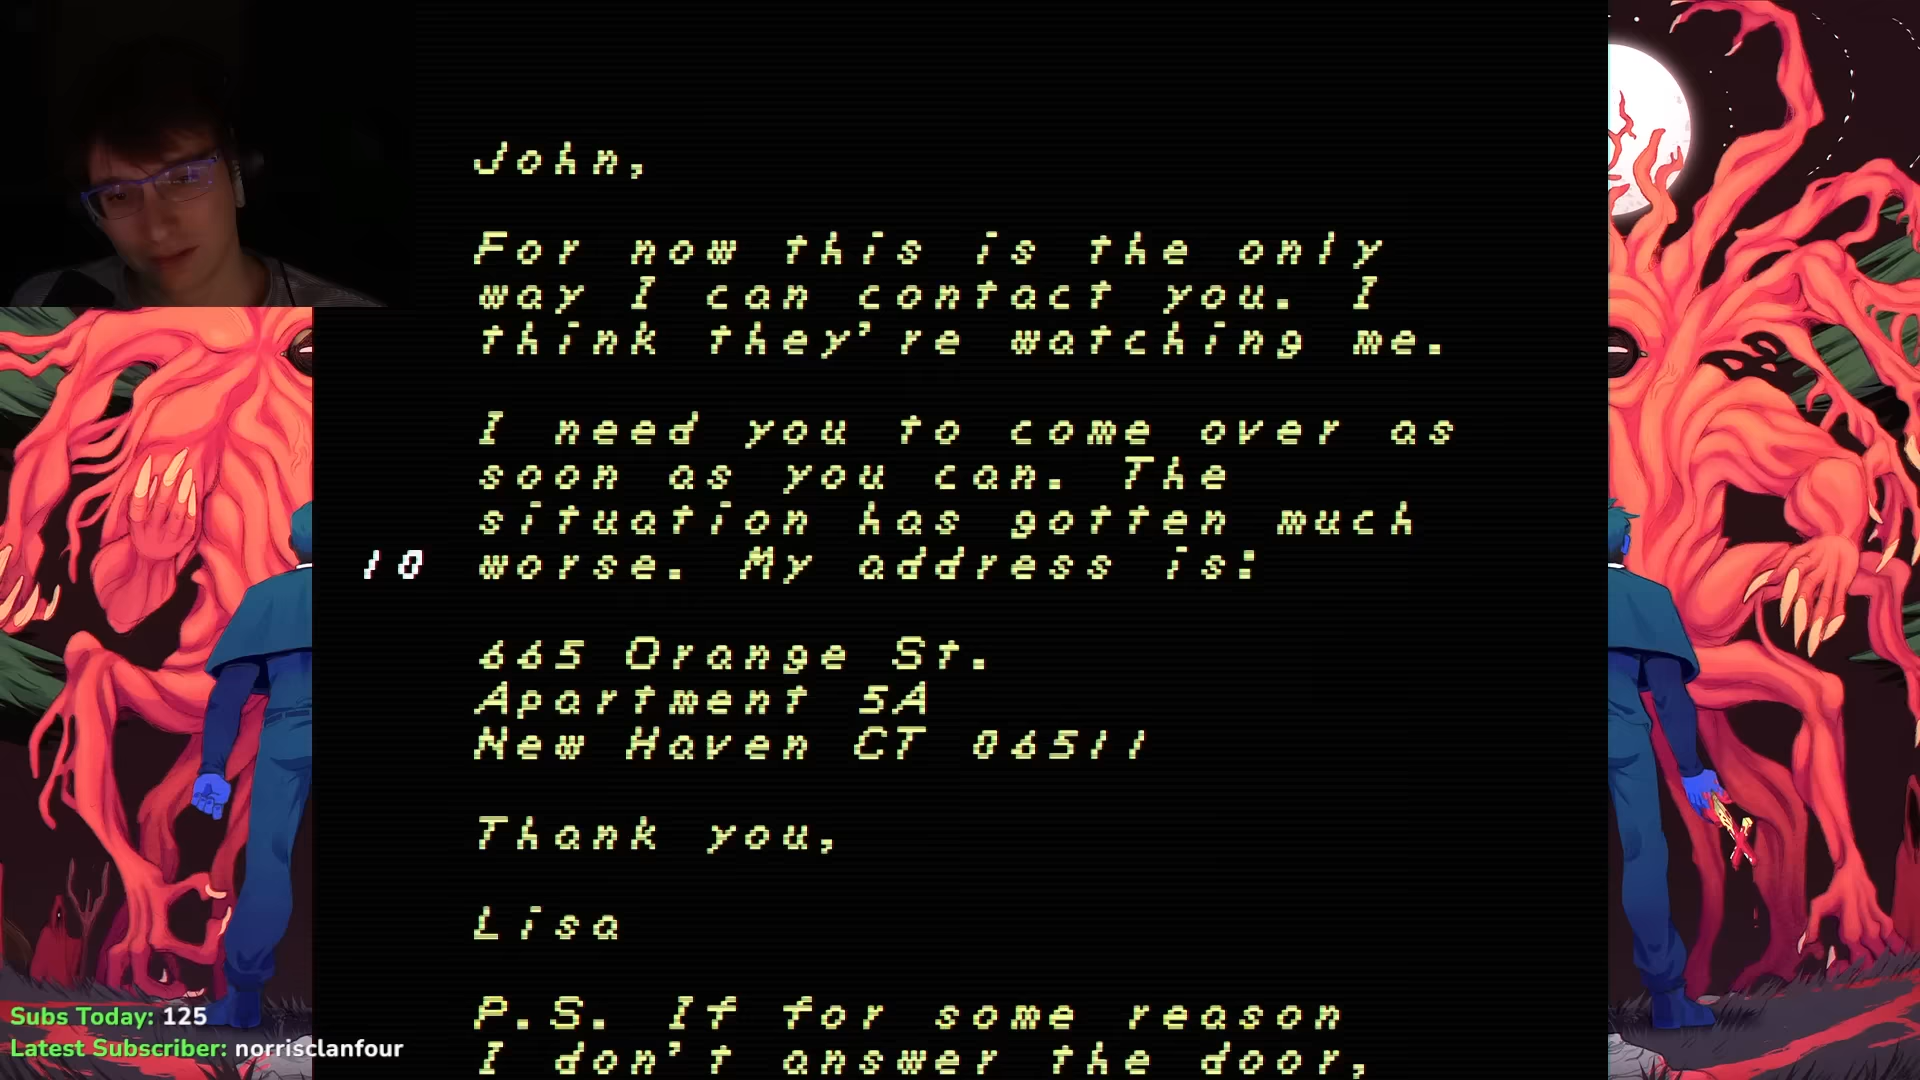 John,
For now this is the only
way I can contact you. I
think they're watching me.
I need you to come over as
soon as you can. The
situation has gotten much
10 worse. My address is:
665 Orange St.
Apartment 5A
New Haven CT 06511
Thank you,
Lisa
P.S. If for some reason
I don't answer the door,
Subs Today: 125
Latest Subscriber: norrisclanfour